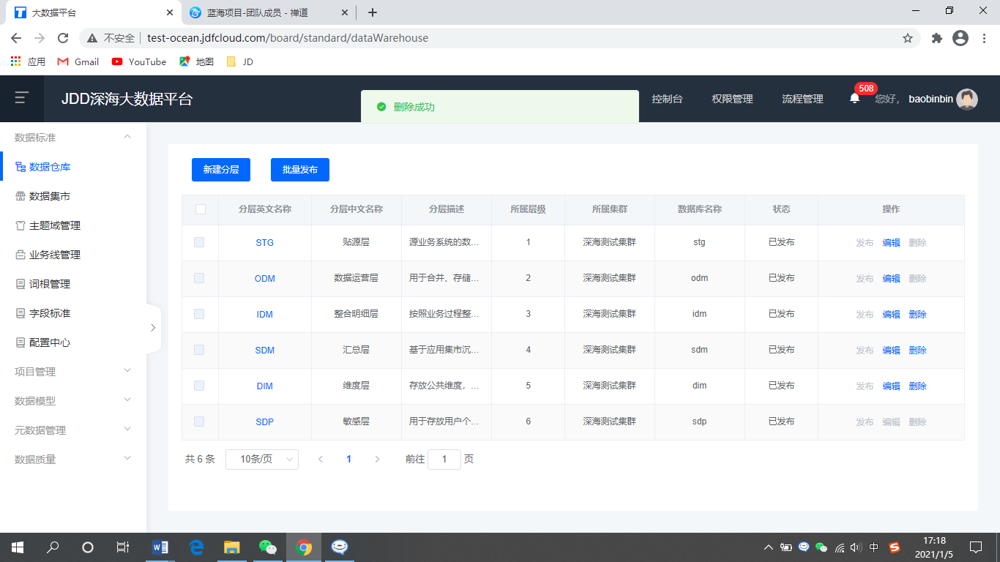 大数据平台
蓝海项目-团队成员 - 禅道
不安全
test-ocean.jdfcloud.com/board/standard/dataWarehouse
应用
Gmail
YouTube
地图
JD
JDD深海大数据平台
删除成功
控制台
权限管理
流程管理
508
您好,
baobinbin
数据标准
数据仓库
数据集市
主题域管理
业务线管理
词根管理
字段标准
配置中心
项目管理
数据模型
元数据管理
数据质量
新建分层
批量发布
分层英文名称 分层中文名称 分层描述 所属层级 所属集群 数据库名称 状态 操作
STG 贴源层 源业务系统的数... 1 深海测试集群 stg 已发布 发布 编辑 删除
ODM 数据运营层 用于合并、存储... 2 深海测试集群 odm 已发布 发布 编辑 删除
IDM 整合明细层 按照业务过程整... 3 深海测试集群 idm 已发布 发布 编辑 删除
SDM 汇总层 基于应用集市沉... 4 深海测试集群 sdm 已发布 发布 编辑 删除
DIM 维度层 存放公共维度，... 5 深海测试集群 dim 已发布 发布 编辑 删除
SDP 敏感层 用于存放用户个... 6 深海测试集群 sdp 已发布 发布 编辑 删除
共 6 条 10条/页 1 前往 1 页
中
17:18
2021/1/5